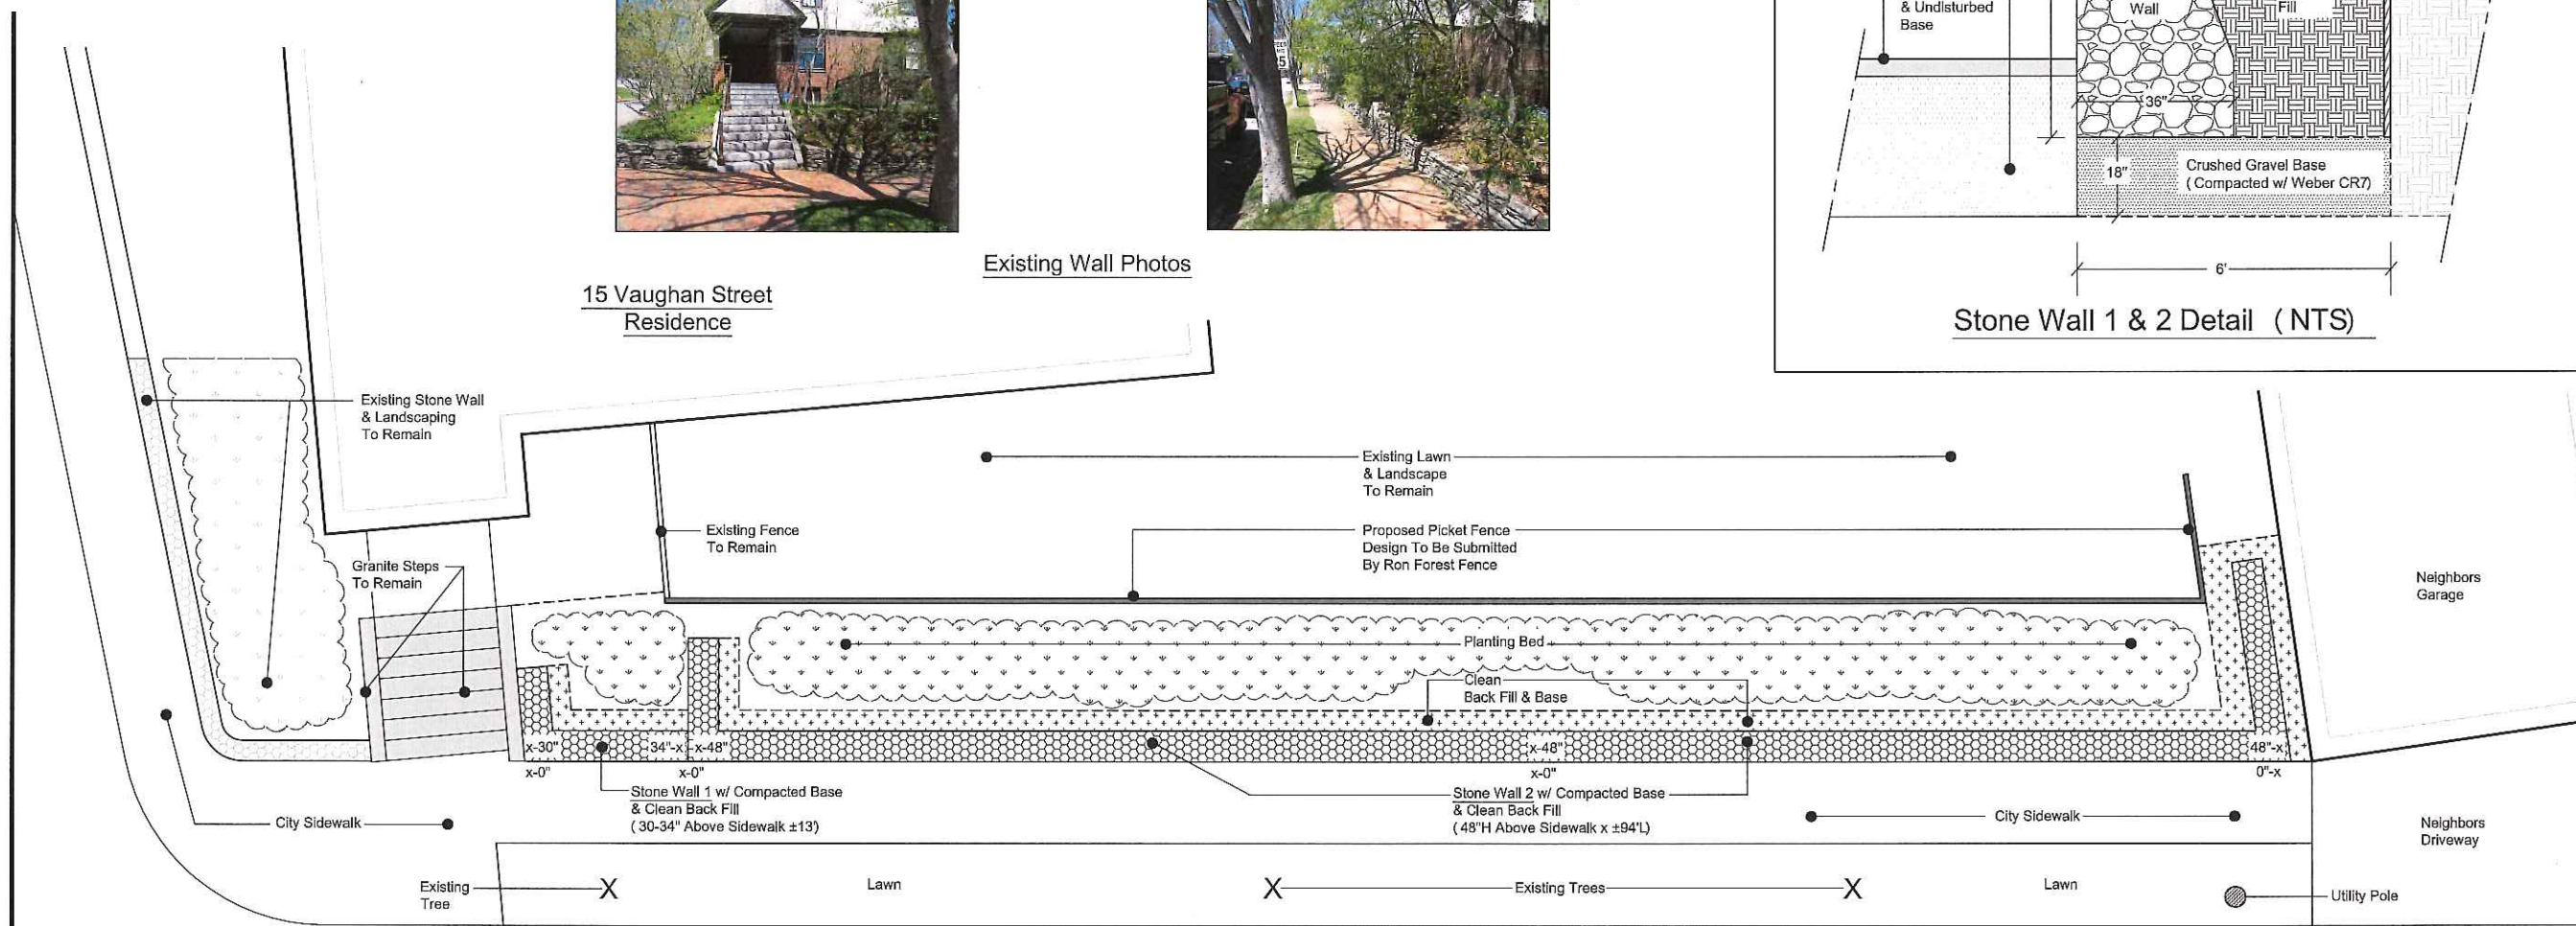 & Undisturbed
Base
Wall
Fill
36"
18"
Crushed Gravel Base
( Compacted w/ Weber CR7)
6'
Stone Wall 1 & 2 Detail ( NTS)
Existing Wall Photos
15 Vaughan Street
Residence
Existing Stone Wall
& Landscaping
To Remain
Existing Lawn
& Landscape
To Remain
Existing Fence
To Remain
Proposed Picket Fence
Design To Be Submitted
By Ron Forest Fence
Granite Steps
To Remain
Neighbors
Garage
Planting Bed
Clean
Back Fill & Base
x-30"
34"-x
x-48"
x-48"
48"-x
x-0"
x-0"
x-0"
0"-x
Stone Wall 1 w/ Compacted Base
& Clean Back Fill
( 30-34" Above Sidewalk ±13')
Stone Wall 2 w/ Compacted Base
& Clean Back Fill
( 48"H Above Sidewalk x ±94'L)
City Sidewalk
City Sidewalk
Neighbors
Driveway
Existing
Tree
X
Lawn
X
Existing Trees
X
Lawn
Utility Pole